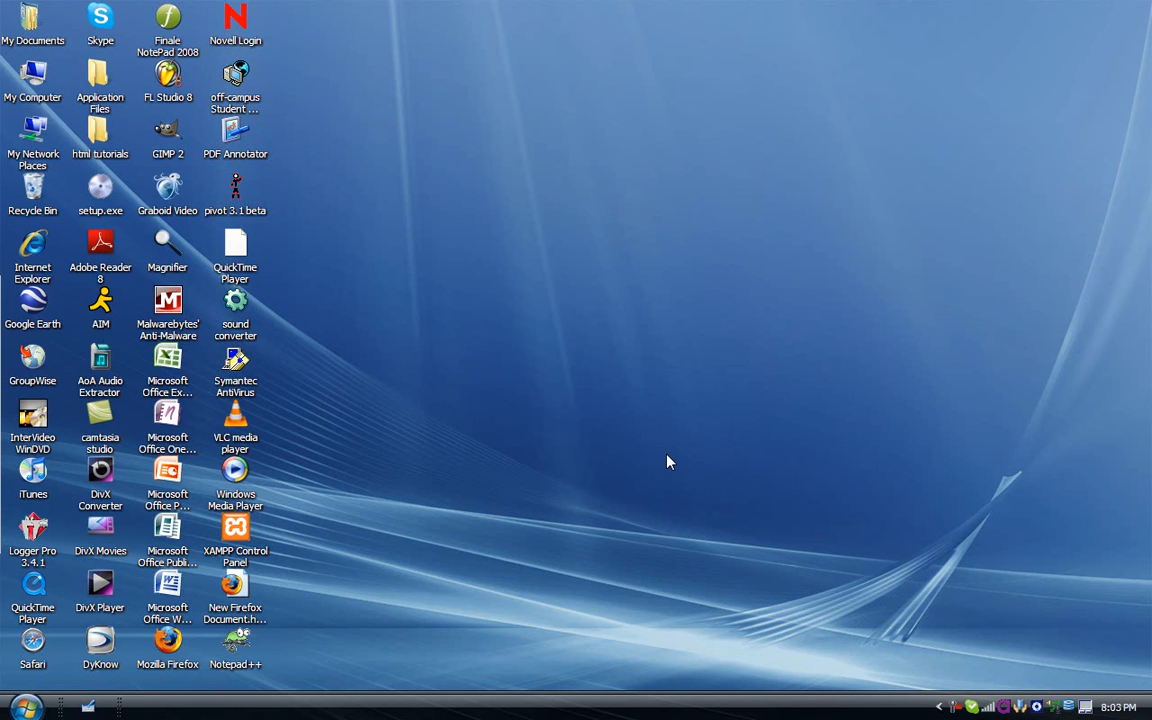 My Documents
Skype
Finale
NotePad 2008
Novell Login
My Computer
Application
Files
FL Studio 8
off-campus
Student ...
My Network
Places
html tutorials
GIMP 2
PDF Annotator
Recycle Bin
setup.exe
Graboid Video
pivot 3.1 beta
Internet
Explorer
Adobe Reader
8
Magnifier
QuickTime
Player
Google Earth
AIM
Malwarebytes'
Anti-Malware
sound
converter
GroupWise
AoA Audio
Extractor
Microsoft
Office Ex...
Symantec
AntiVirus
InterVideo
WinDVD
camtasia
studio
Microsoft
Office One...
VLC media
player
iTunes
DivX
Converter
Microsoft
Office P...
Windows
Media Player
Logger Pro
3.4.1
DivX Movies
Microsoft
Office Publi...
XAMPP Control
Panel
QuickTime
Player
DivX Player
Microsoft
Office W...
New Firefox
Document.h...
Safari
DyKnow
Mozilla Firefox
Notepad++
8:03 PM